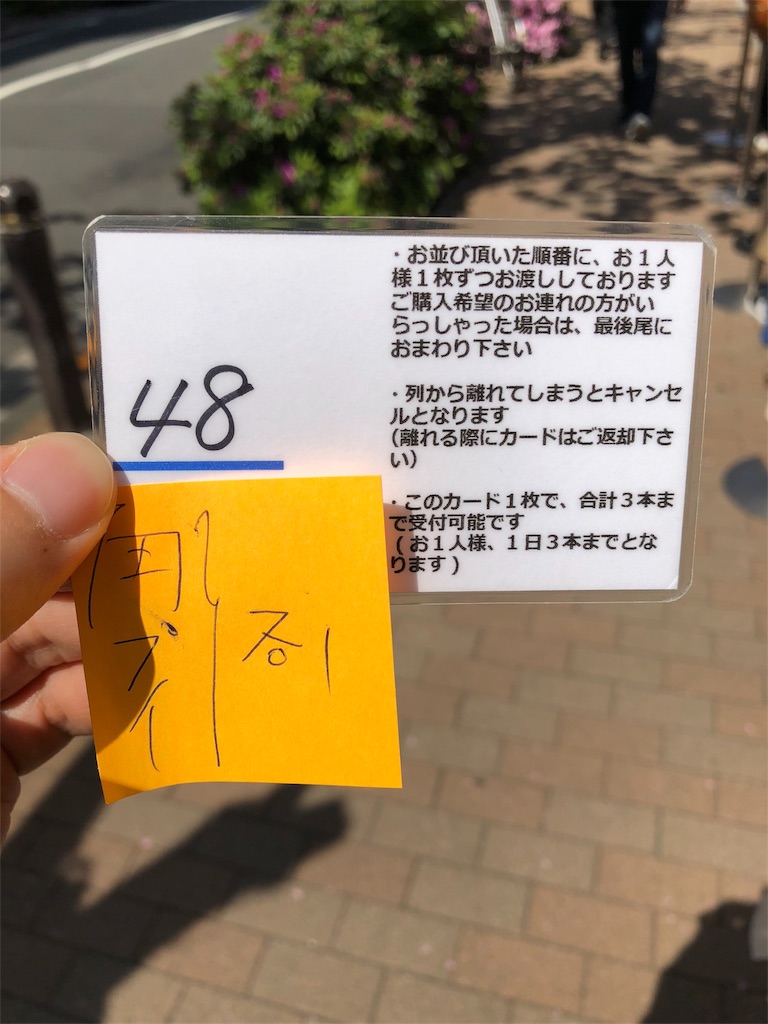 ・お並び頂いた順番に、お１人
様１枚ずつお渡ししております
ご購入希望のお連れの方がい
らっしゃった場合は、最後尾に
おまわり下さい
・列から離れてしまうとキャンセ
ルとなります
（離れる際にカードはご返却下さ
い）
・このカード１枚で、合計３本ま
で受付可能です
（お１人様、１日３本までとな
ります）
48